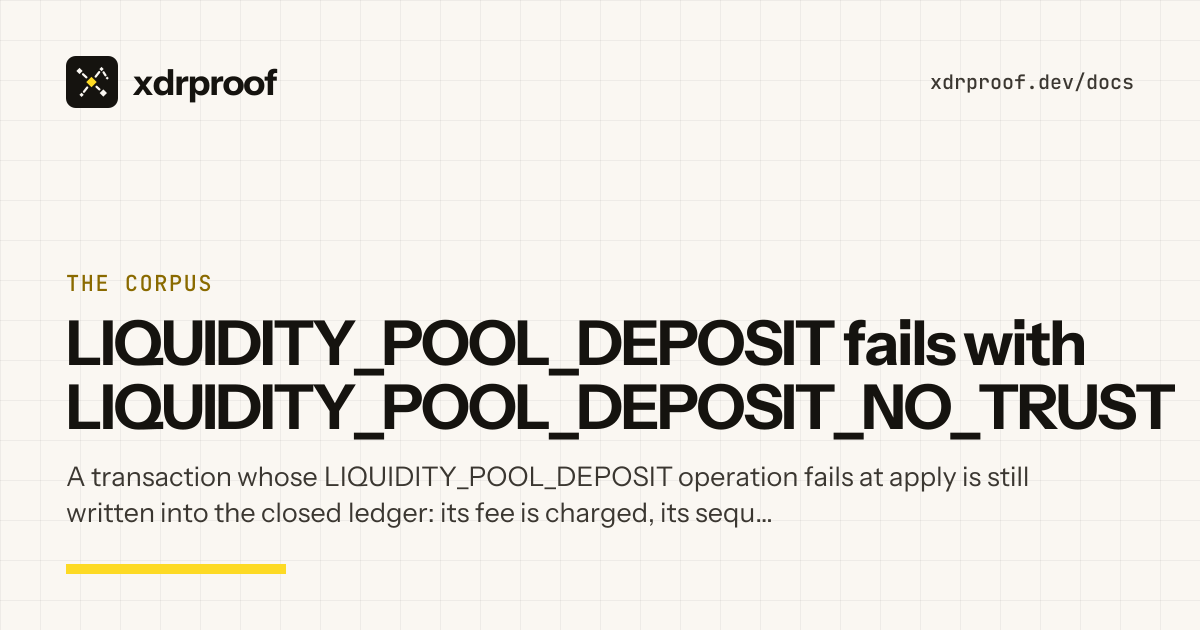 xdrproof
xdrproof.dev/docs
THE CORPUS
LIQUIDITY_POOL_DEPOSIT fails with
LIQUIDITY_POOL_DEPOSIT_NO_TRUST
A transaction whose LIQUIDITY_POOL_DEPOSIT operation fails at apply is still
written into the closed ledger: its fee is charged, its sequ…